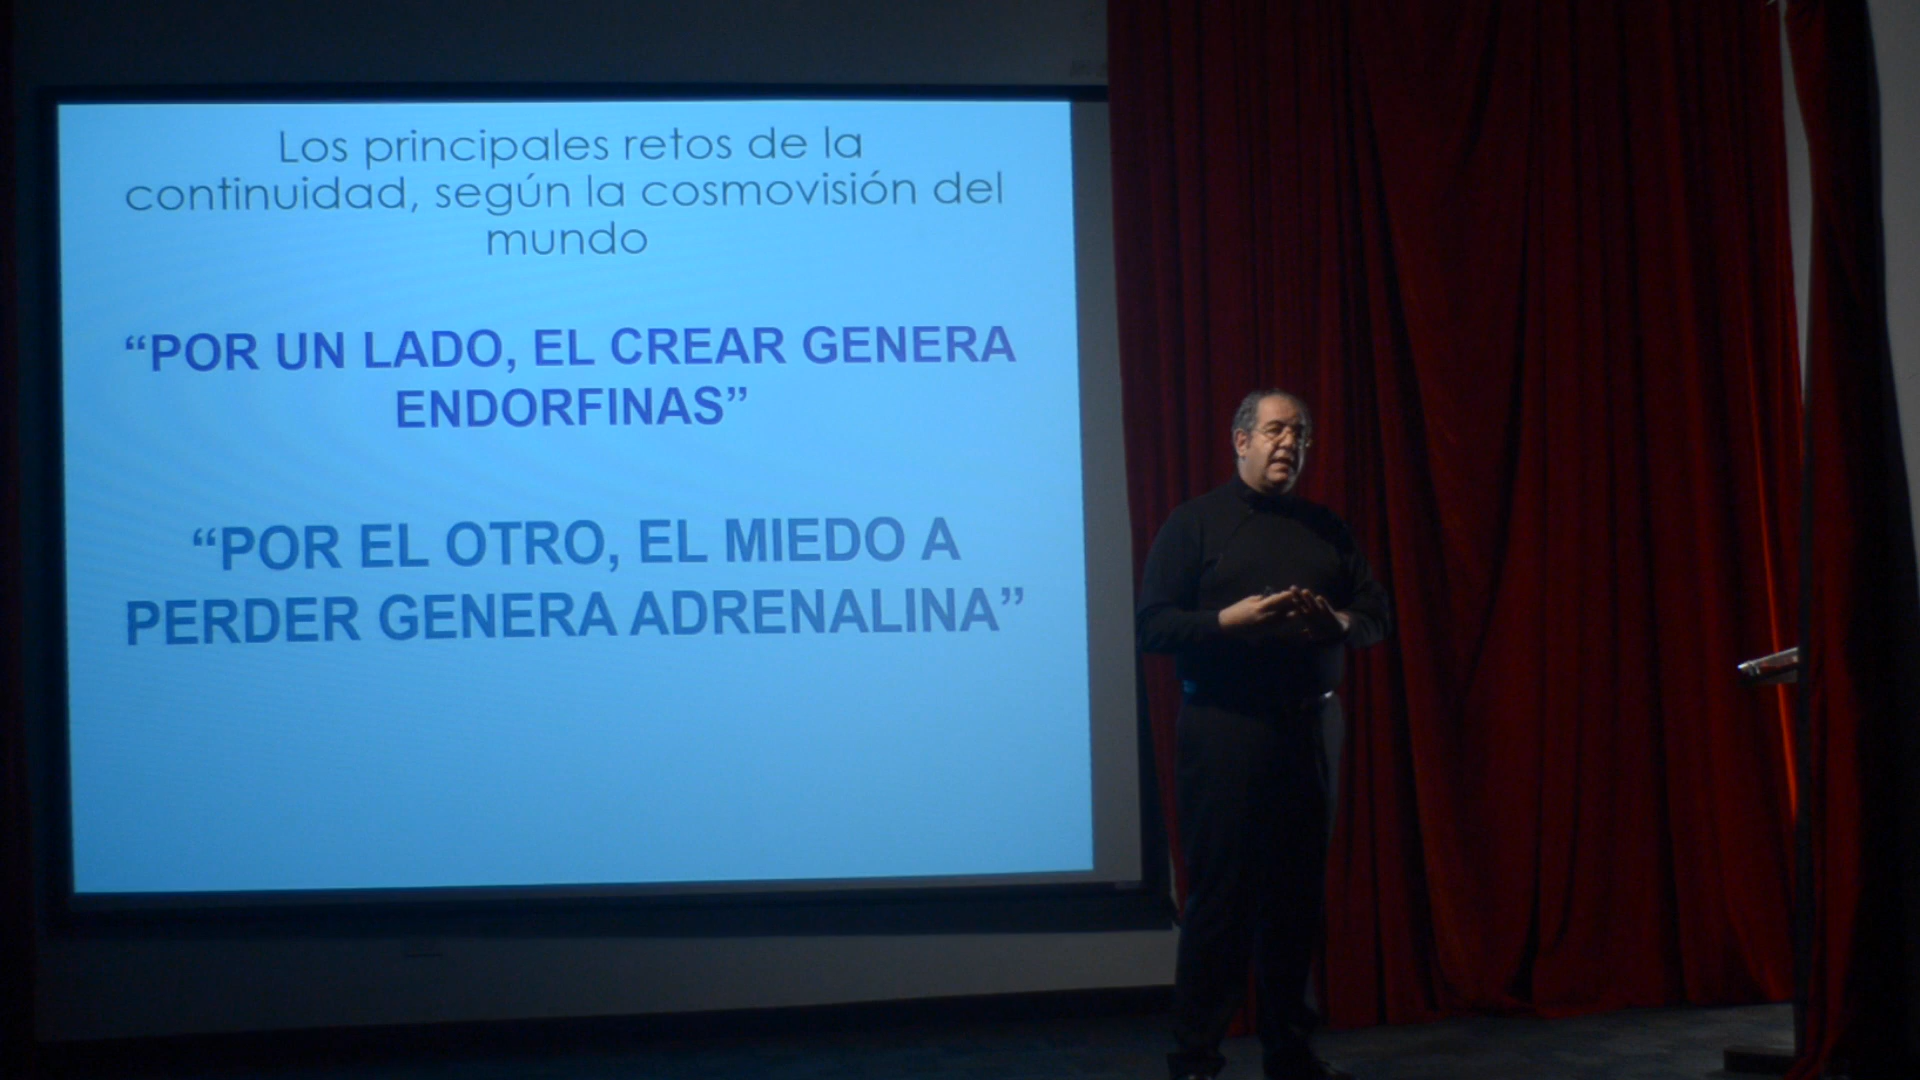 Los principales retos de la
continuidad, según la cosmovisión del
mundo
“POR UN LADO, EL CREAR GENERA
ENDORFINAS”
“POR EL OTRO, EL MIEDO A
PERDER GENERA ADRENALINA”